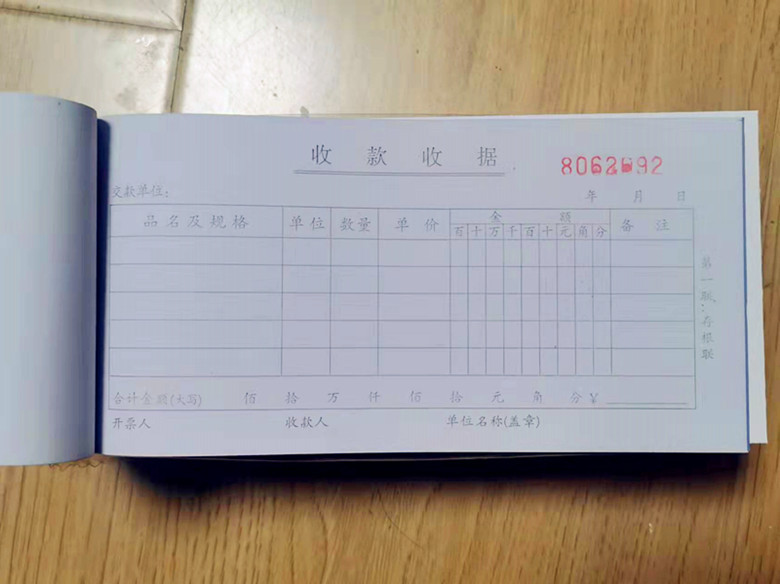 收款收据
交款单位: 年 月 日
品名及规格 单位 数量 单价 金额 备注
百 十 万 千 百 十 元 角 分
合计金额(大写) 佰 拾 万 仟 佰 拾 元 角 分 ¥
开票人 收款人 单位名称(盖章)
第一联:存根联